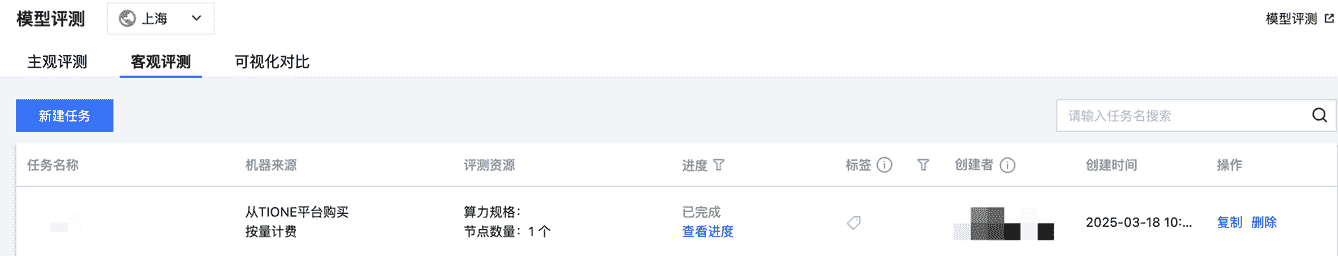 模型评测 上海 模型评测
主观评测 客观评测 可视化对比
新建任务 请输入任务名搜索
任务名称 机器来源 评测资源 进度 标签 创建者 创建时间 操作
从TIONE平台购买 算力规格: 已完成
按量计费 节点数量: 1 个 查看进度
2025-03-18 10:... 复制 删除